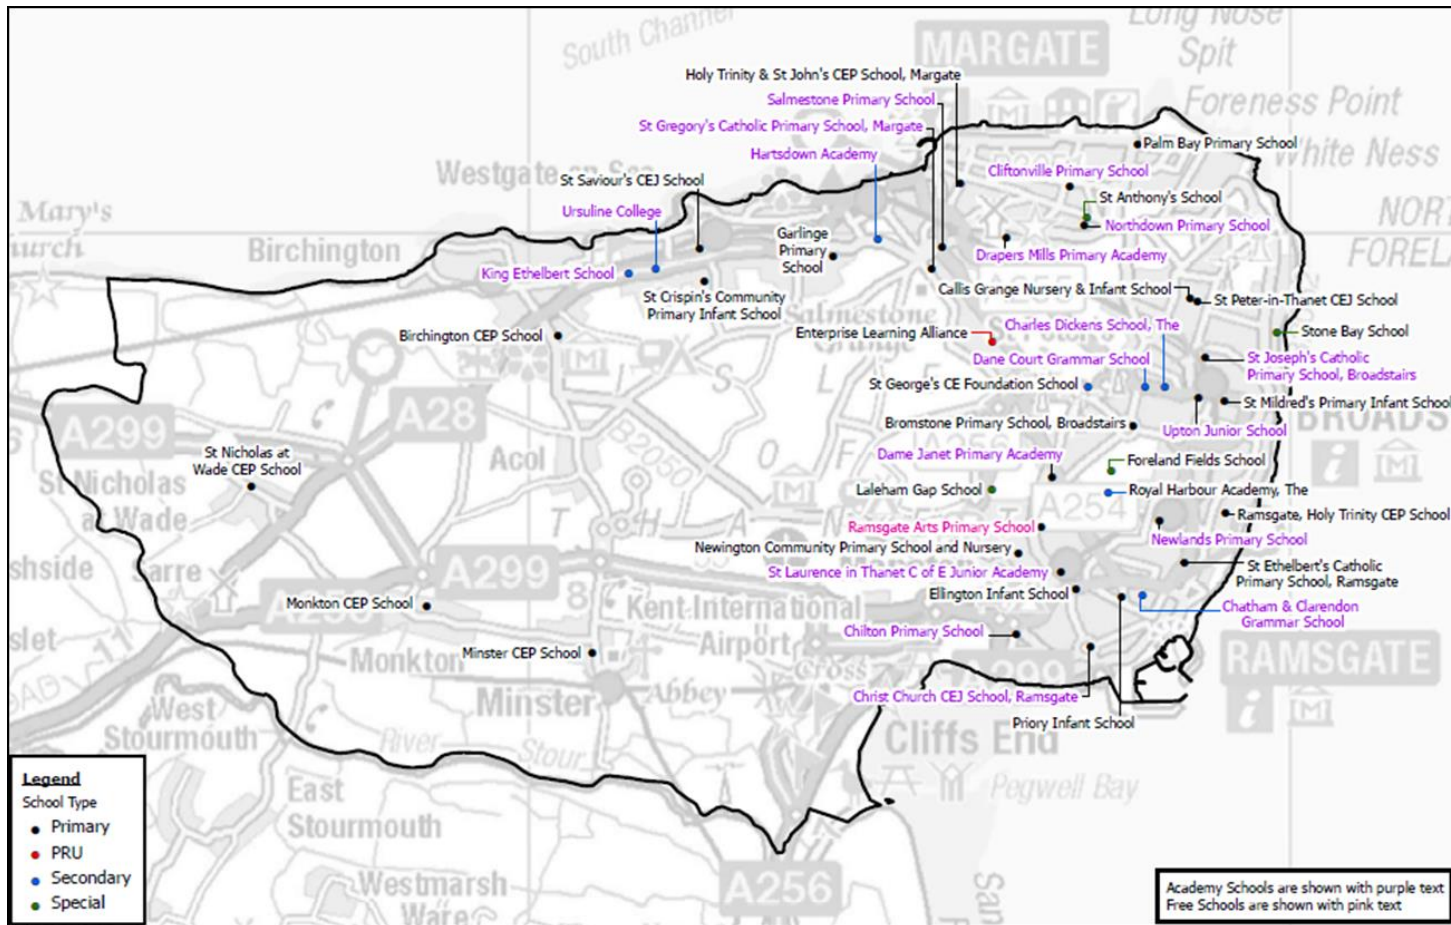 South Channel
Long Nose
Spit
MARGATE
Holy Trinity & St John's CEP School, Margate
Salmestone Primary School
Foreness Point
St Gregory's Catholic Primary School, Margate
Palm Bay Primary School
White Ness
Hartsdown Academy
Westgate on Sea
Cliftonville Primary School
St Saviour's CEJ School
St Anthony's School
Mary's
Ursuline College
Northdown Primary School
Birchington
Garlinge
Primary
School
Drapers Mills Primary Academy
King Ethelbert School
Callis Grange Nursery & Infant School
St Peter-in-Thanet CEJ School
St Crispin's Community
Primary Infant School
Salmestone
Grange
Birchington CEP School
Enterprise Learning Alliance
Charles Dickens School, The
Stone Bay School
Dane Court Grammar School
St Joseph's Catholic
Primary School, Broadstairs
St George's CE Foundation School
St Mildred's Primary Infant School
A28
A299
Bromstone Primary School, Broadstairs
Upton Junior School
BROADS
St Nicholas at
Wade CEP School
Acol
Dame Janet Primary Academy
Foreland Fields School
St Nicholas
at Wade
Laleham Gap School
Royal Harbour Academy, The
A254
Ramsgate Arts Primary School
Ramsgate, Holy Trinity CEP School
Newlands Primary School
Newington Community Primary School and Nursery
St Laurence in Thanet C of E Junior Academy
St Ethelbert's Catholic
Primary School, Ramsgate
Sarre
A299
Ellington Infant School
Monkton CEP School
Kent International
Airport
Chatham & Clarendon
Grammar School
Chilton Primary School
Minster CEP School
Monkton
Cross
RAMSGATE
Minster
Abbey
Christ Church CEJ School, Ramsgate
Priory Infant School
West
Stourmouth
River
Stour
Cliffs End
Pegwell Bay
East
Stourmouth
Legend
School Type
Primary
PRU
Secondary
Special
Westmarsh
Ware
A256
Academy Schools are shown with purple text
Free Schools are shown with pink text